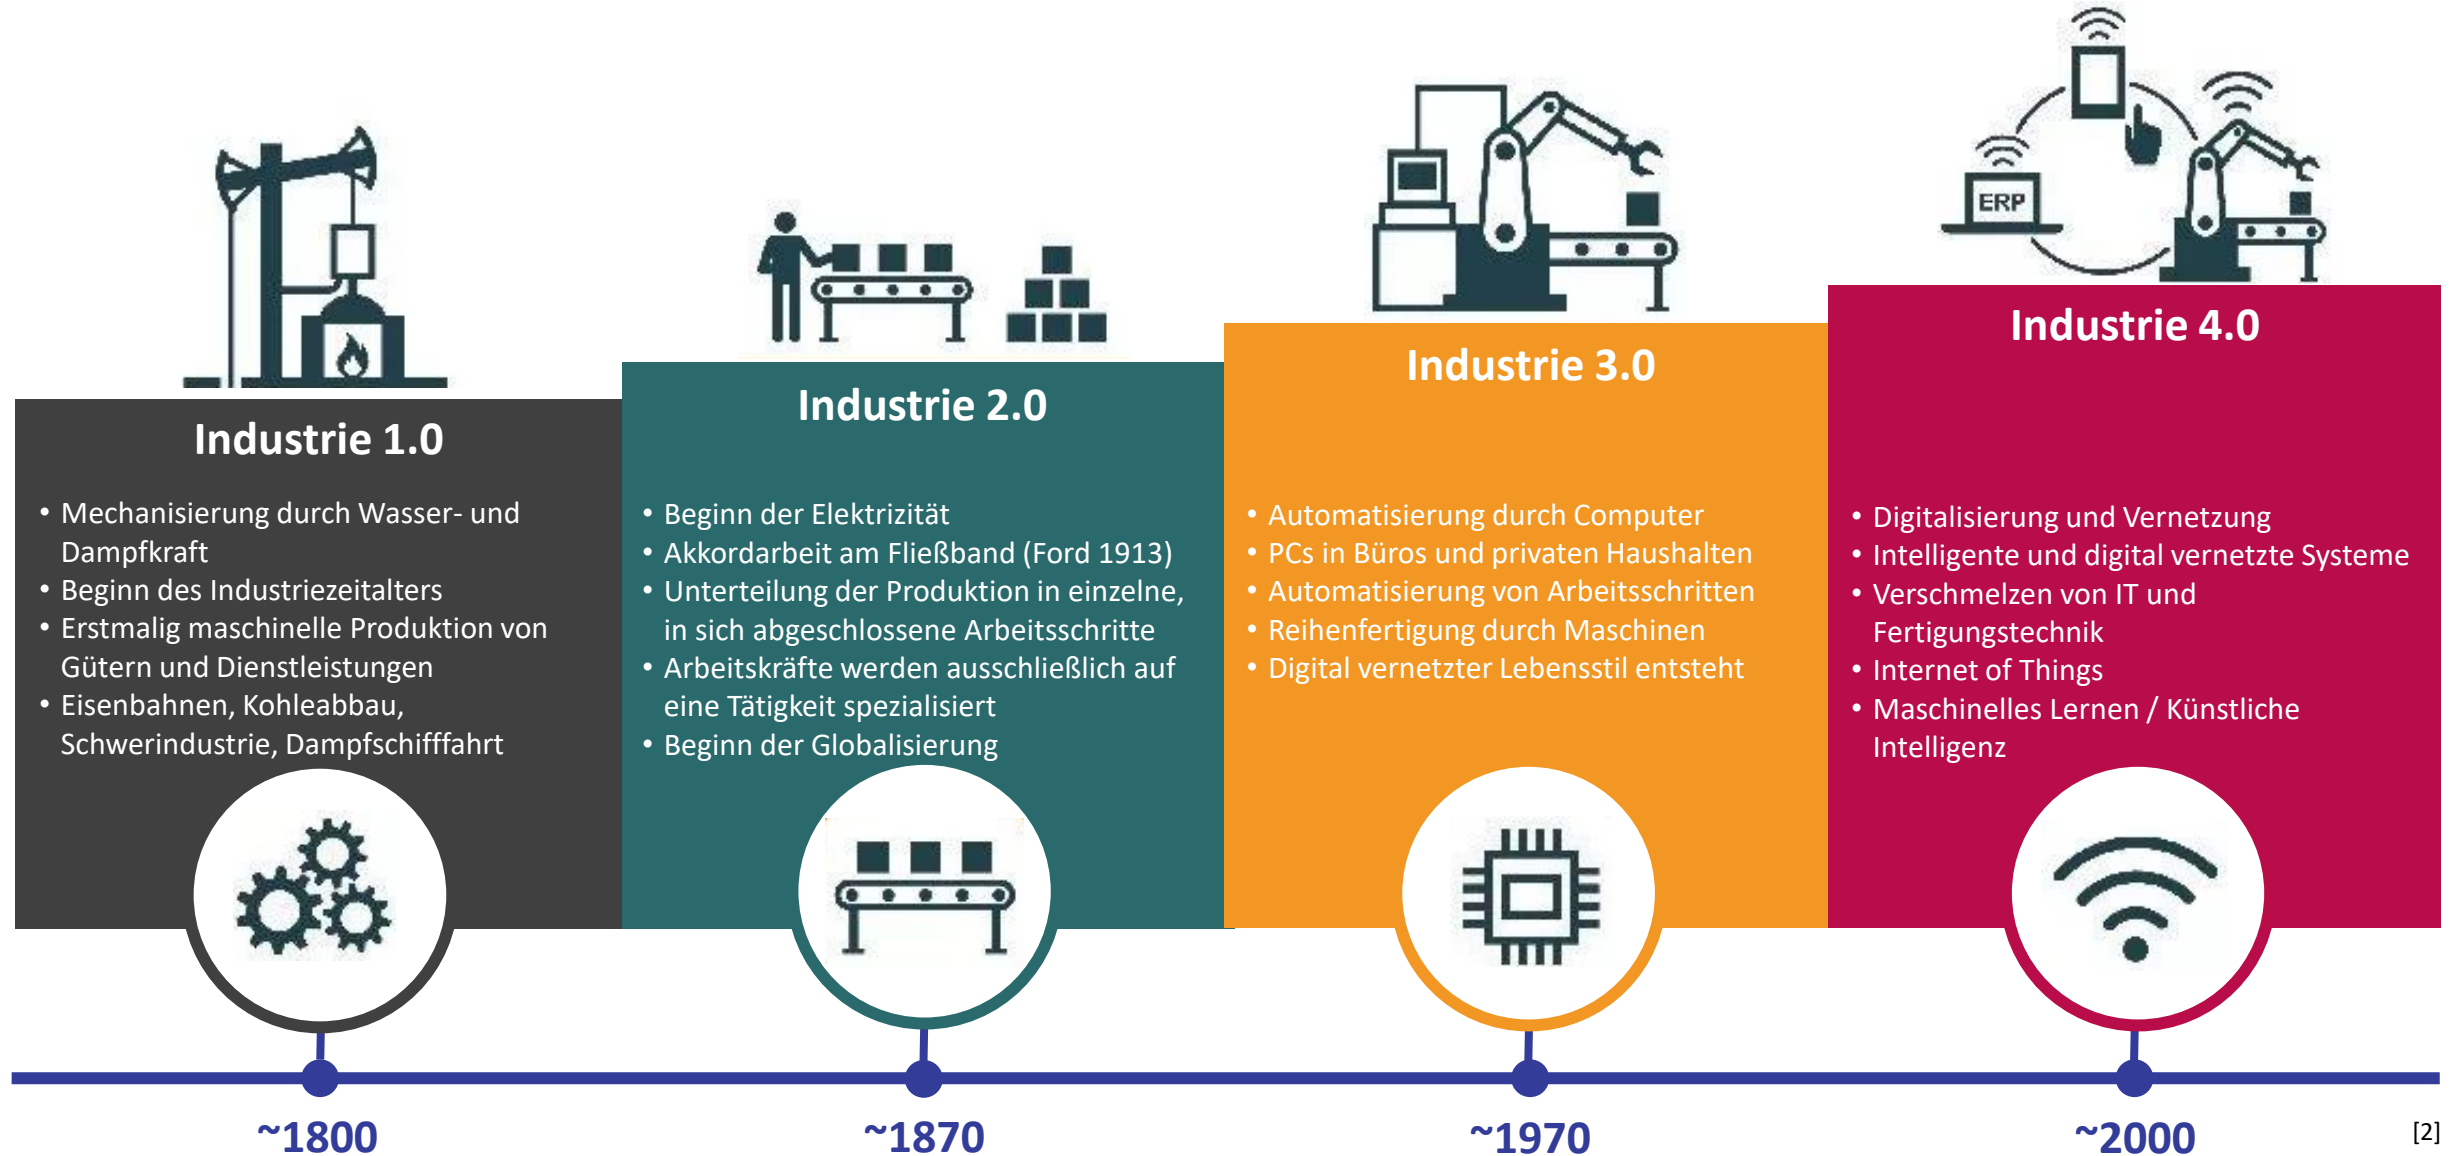 ERP
Industrie 1.0
• Mechanisierung durch Wasser- und
Dampfkraft
• Beginn des Industriezeitalters
• Erstmalig maschinelle Produktion von
Gütern und Dienstleistungen
• Eisenbahnen, Kohleabbau,
Schwerindustrie, Dampfschifffahrt
Industrie 2.0
• Beginn der Elektrizität
• Akkordarbeit am Fließband (Ford 1913)
• Unterteilung der Produktion in einzelne,
in sich abgeschlossene Arbeitsschritte
• Arbeitskräfte werden ausschließlich auf
eine Tätigkeit spezialisiert
• Beginn der Globalisierung
Industrie 3.0
• Automatisierung durch Computer
• PCs in Büros und privaten Haushalten
• Automatisierung von Arbeitsschritten
• Reihenfertigung durch Maschinen
• Digital vernetzter Lebensstil entsteht
Industrie 4.0
• Digitalisierung und Vernetzung
• Intelligente und digital vernetzte Systeme
• Verschmelzen von IT und
Fertigungstechnik
• Internet of Things
• Maschinelles Lernen / Künstliche
Intelligenz
~1800
~1870
~1970
~2000
[2]